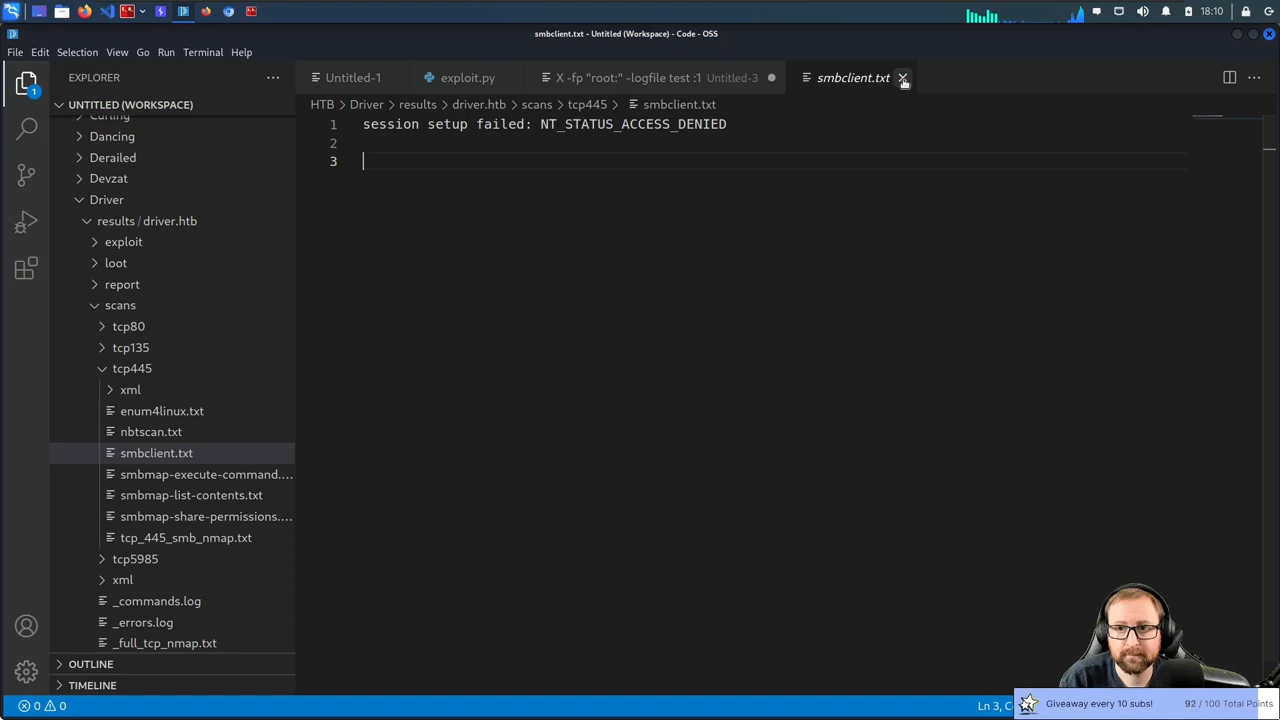 18:10
smbclient.txt - Untitled (Workspace) - Code - OSS
File Edit Selection View Go Run Terminal Help
EXPLORER
Untitled-1
exploit.py
X -fp "root:" -logfile test :1 Untitled-3
smbclient.txt
UNTITLED (WORKSPACE)
HTB Driver results driver.htb scans tcp445 smbclient.txt
1
Curling
Dancing
Derailed
Devzat
Driver
results / driver.htb
exploit
loot
report
scans
tcp80
tcp135
tcp445
xml
enum4linux.txt
nbtscan.txt
smbclient.txt
smbmap-execute-command....
smbmap-list-contents.txt
smbmap-share-permissions....
tcp_445_smb_nmap.txt
tcp5985
xml
_commands.log
_errors.log
_full_tcp_nmap.txt
OUTLINE
TIMELINE
1 session setup failed: NT_STATUS_ACCESS_DENIED
2
3
0 0
Ln 3,
Giveaway every 10 subs! 92 / 100 Total Points